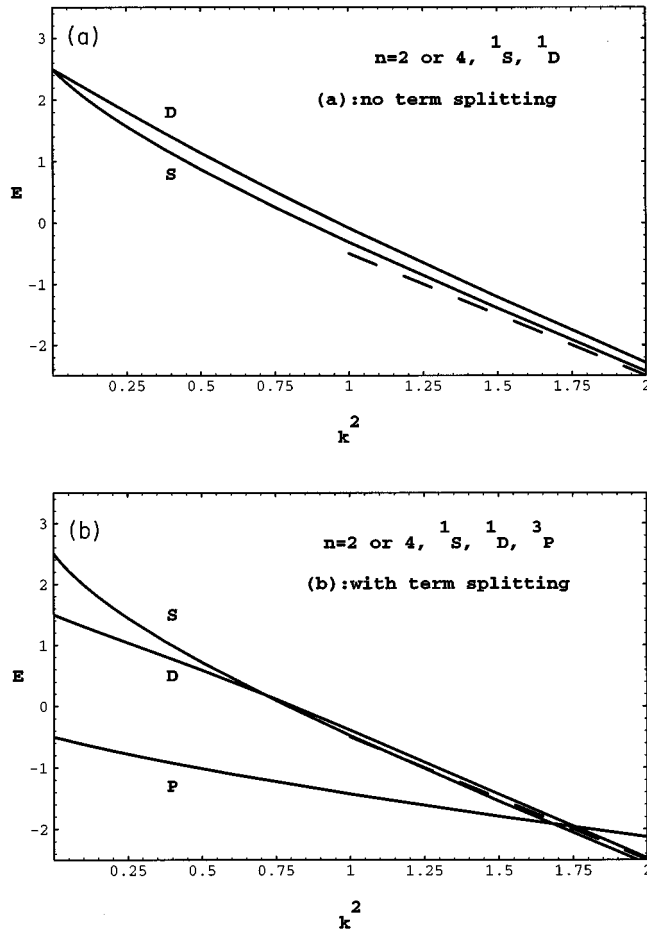 (a)
n=2 or 4, ¹S, ¹D
(a):no term splitting
3
2
1
0
-1
-2
E
D
S
0.25 0.5 0.75 1 1.25 1.5 1.75 2
k²
(b)
n=2 or 4, ¹S, ¹D, ³P
(b):with term splitting
3
2
1
0
-1
-2
E
S
D
P
0.25 0.5 0.75 1 1.25 1.5 1.75 2
k²